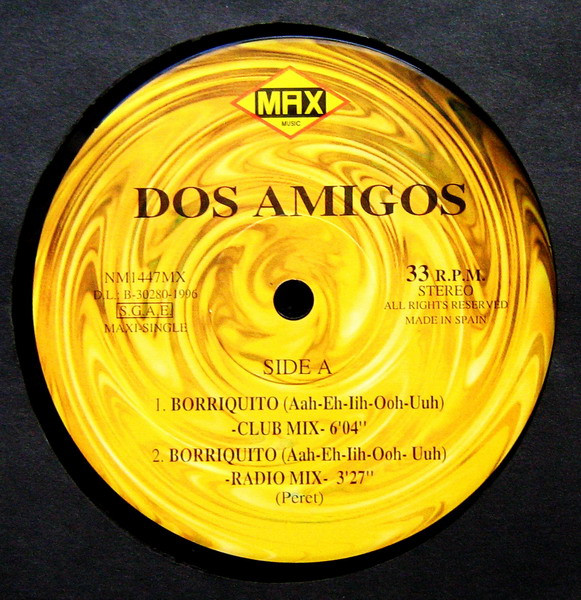 MAX
MUSIC
DOS AMIGOS
NM1447MX
D.L.: B-30280-1996
S.G.A.E.
MAXI-SINGLE
33 R.P.M.
STEREO
ALL RIGHTS RESERVED
MADE IN SPAIN
SIDE A
1. BORRIQUITO (Aah-Eh-Iih-Ooh-Uuh)
-CLUB MIX- 6'04"
2. BORRIQUITO (Aah-Eh-Iih-Ooh- Uuh)
-RADIO MIX- 3'27"
(Peret)